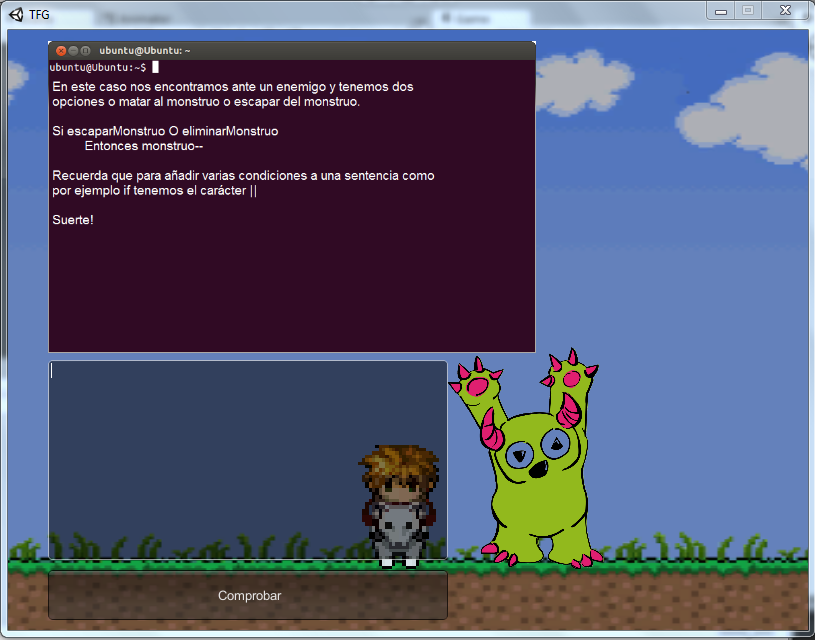 TFG
ubuntu@Ubuntu: ~
ubuntu@Ubuntu:~$
En este caso nos encontramos ante un enemigo y tenemos dos
opciones o matar al monstruo o escapar del monstruo.
Si escaparMonstruo O eliminarMonstruo
Entonces monstruo--
Recuerda que para añadir varias condiciones a una sentencia como
por ejemplo if tenemos el carácter ||
Suerte!
Comprobar